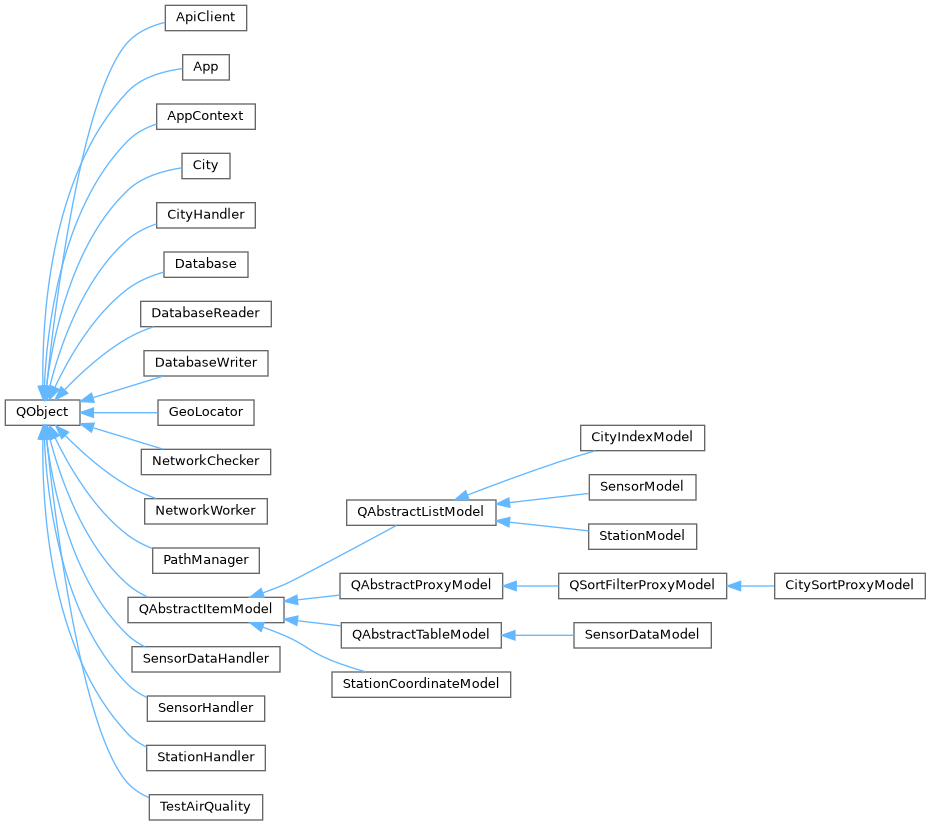 ApiClient
App
AppContext
City
CityHandler
Database
DatabaseReader
DatabaseWriter
QObject
GeoLocator
CityIndexModel
NetworkChecker
SensorModel
NetworkWorker
QAbstractListModel
StationModel
PathManager
QAbstractProxyModel
QSortFilterProxyModel
CitySortProxyModel
QAbstractItemModel
QAbstractTableModel
SensorDataModel
SensorDataHandler
StationCoordinateModel
SensorHandler
StationHandler
TestAirQuality